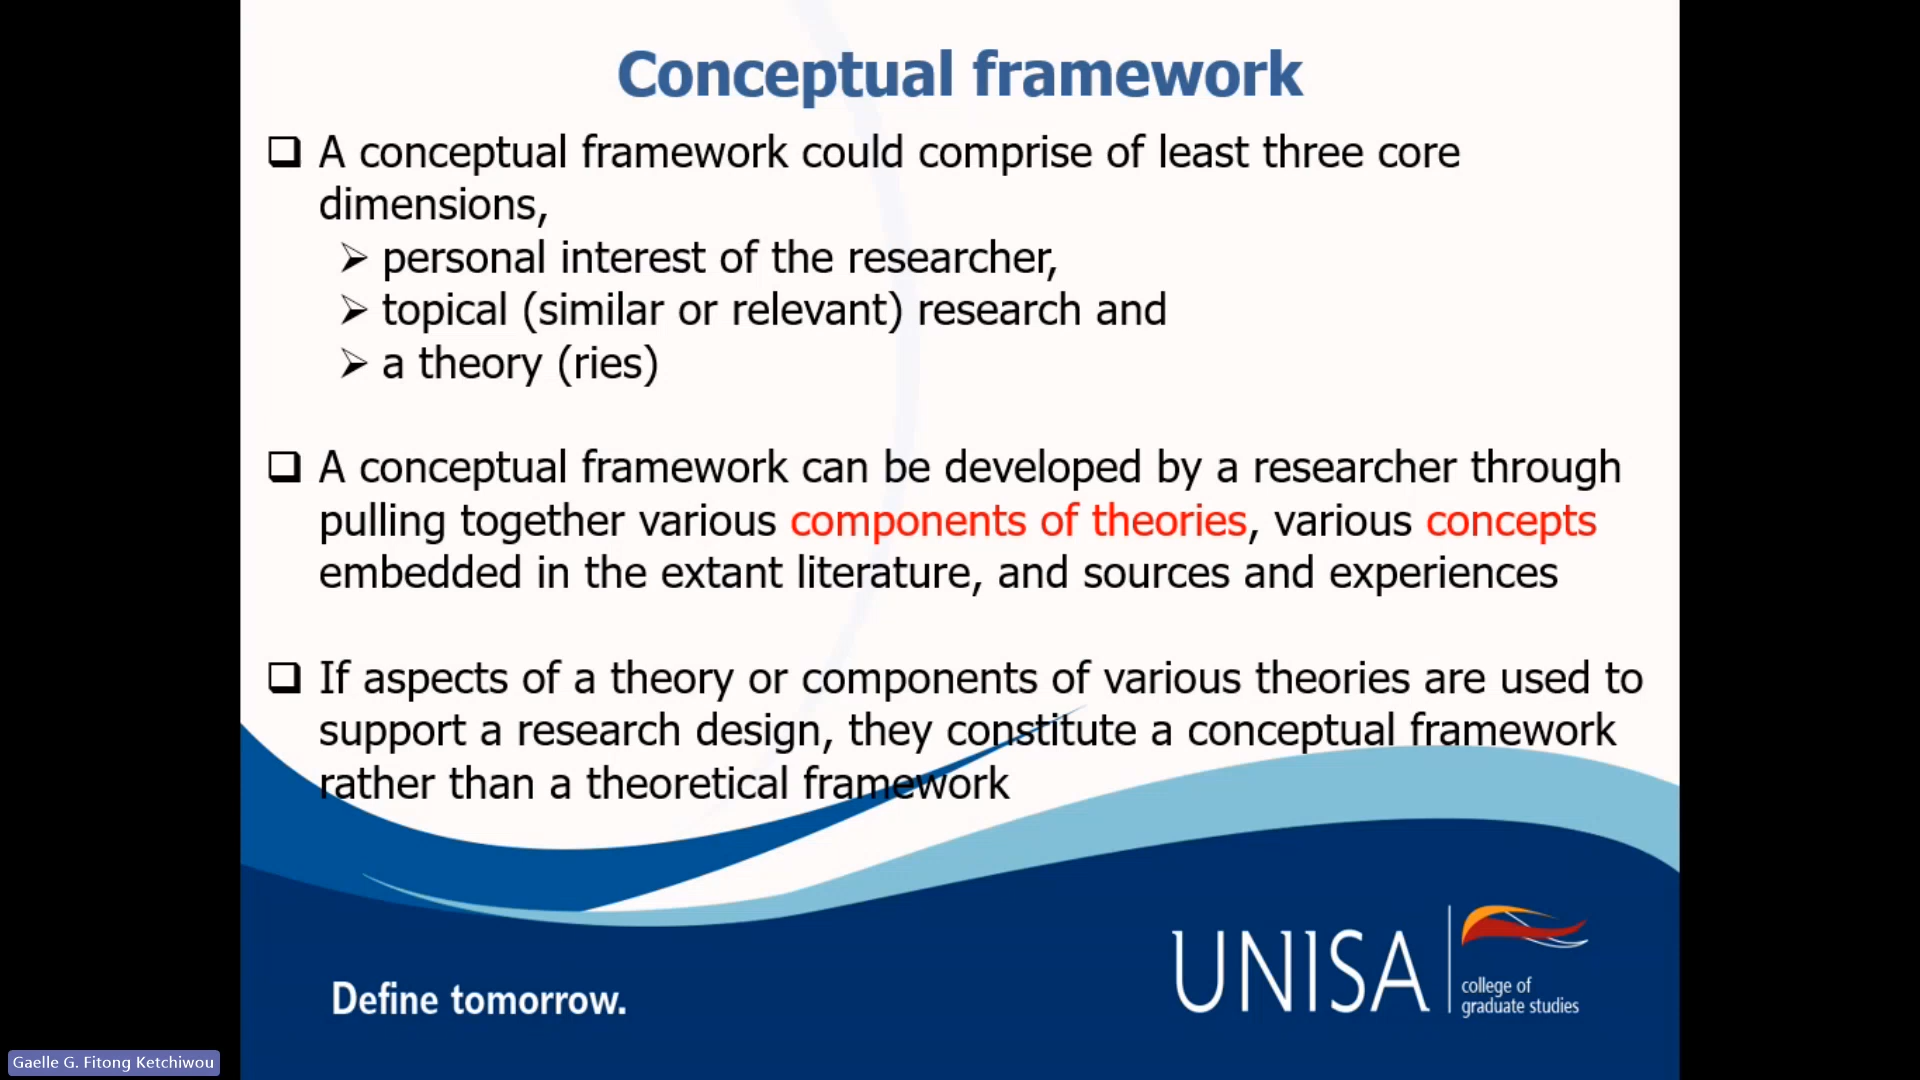 Conceptual framework
❑ A conceptual framework could comprise of least three core
dimensions,
➢ personal interest of the researcher,
➢ topical (similar or relevant) research and
➢ a theory (ries)
❑ A conceptual framework can be developed by a researcher through
pulling together various components of theories, various concepts
embedded in the extant literature, and sources and experiences
❑ If aspects of a theory or components of various theories are used to
support a research design, they constitute a conceptual framework
rather than a theoretical framework
Define tomorrow.
UNISA
college of
graduate studies
Gaelle G. Fitong Ketchiwou